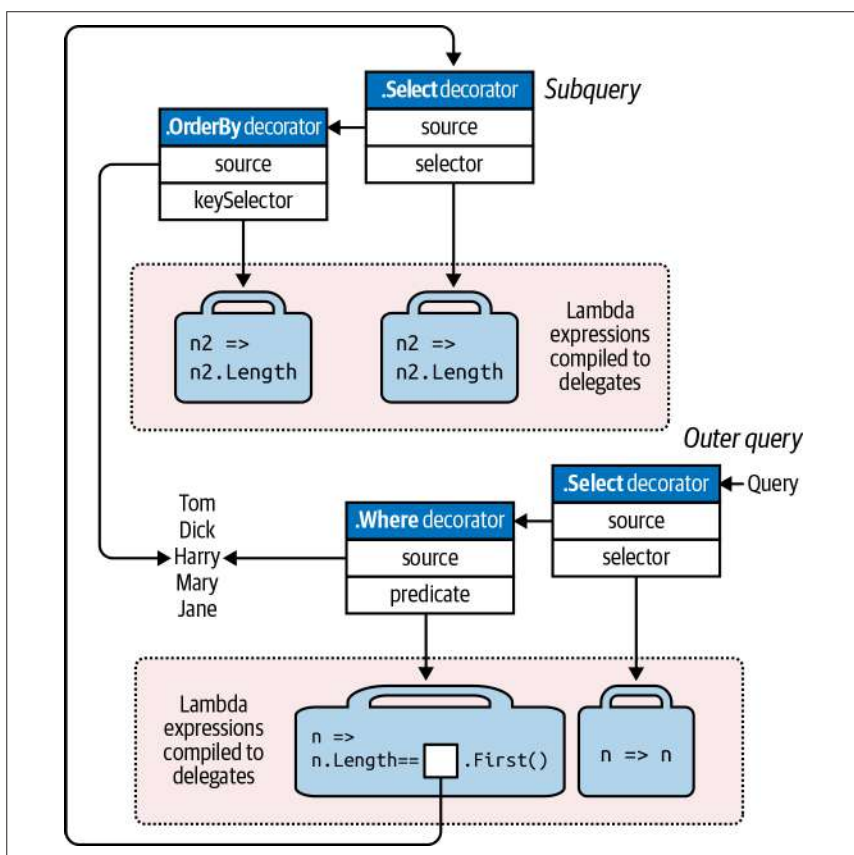 .Select decorator
source
selector
Subquery
.OrderBy decorator
source
keySelector
n2 =>
n2.Length
n2 =>
n2.Length
Lambda
expressions
compiled to
delegates
Outer query
.Select decorator
source
selector
Query
.Where decorator
source
predicate
Tom
Dick
Harry
Mary
Jane
Lambda
expressions
compiled to
delegates
n =>
n.Length== .First()
n => n